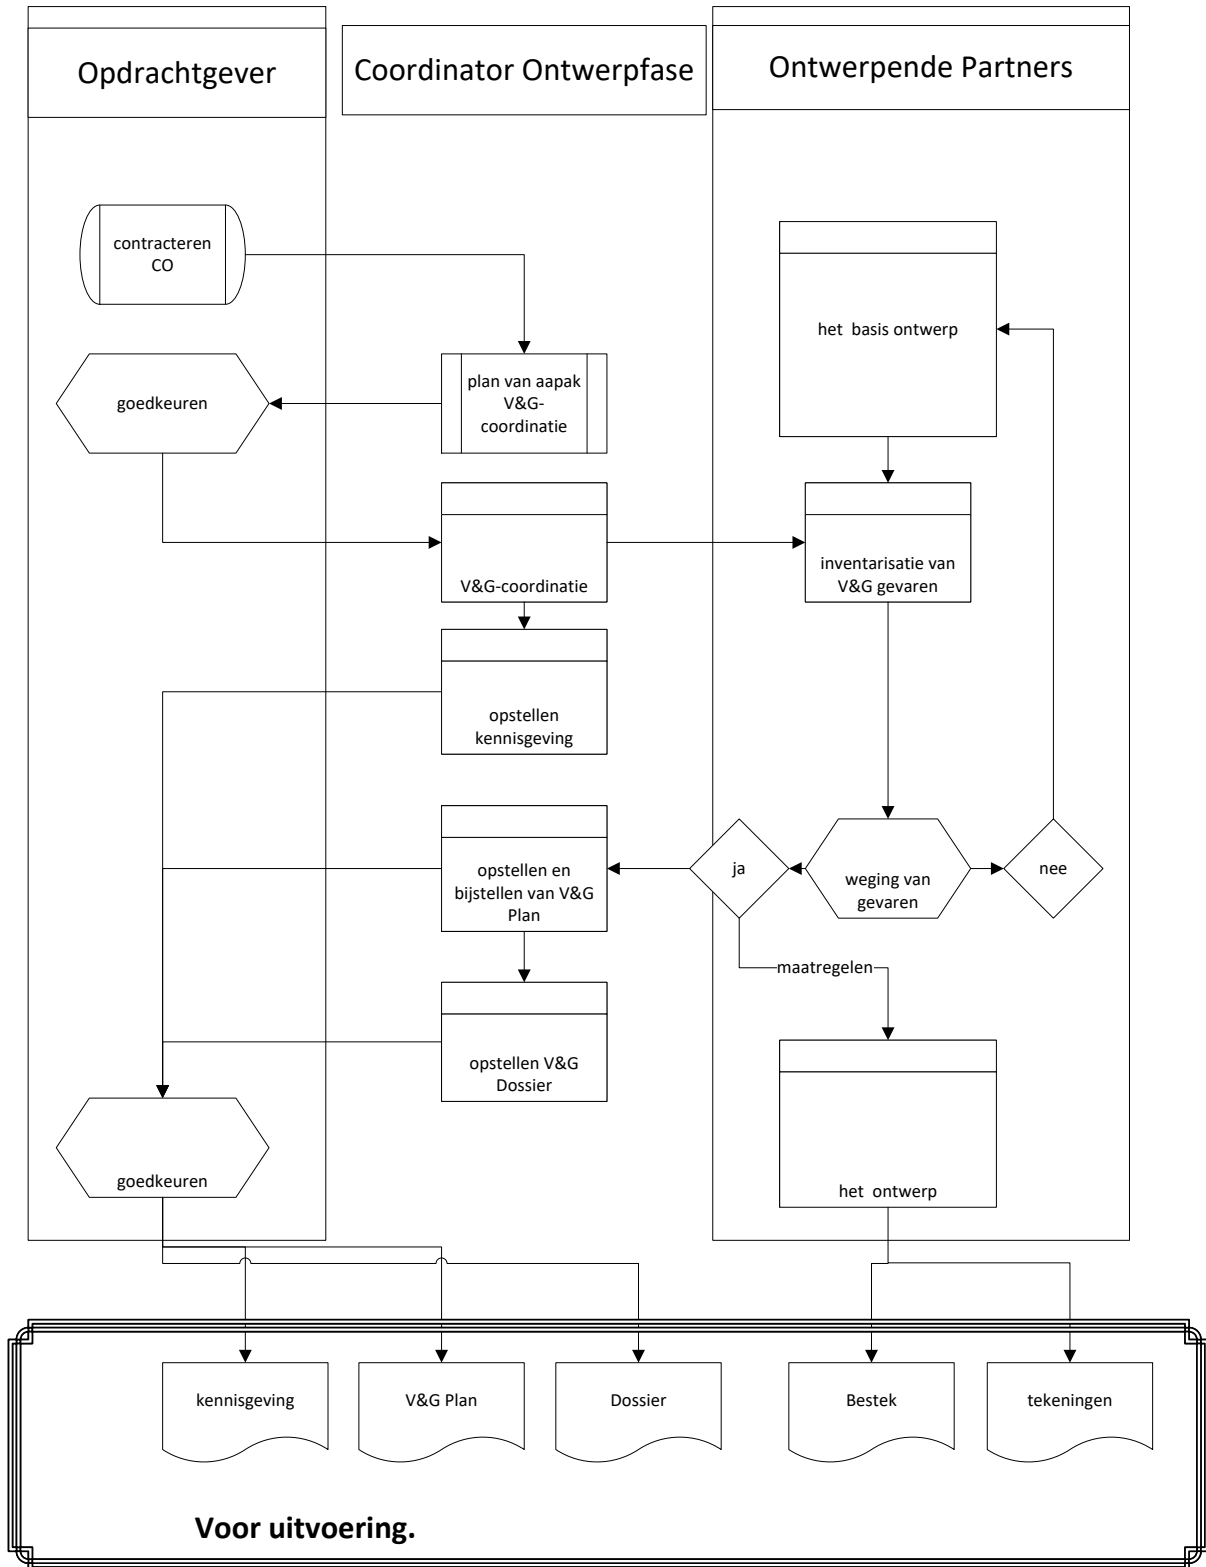 Opdrachtgever
Coordinator Ontwerpfase
Ontwerpende Partners
contracteren
CO
het basis ontwerp
goedkeuren
plan van aapak
V&G-
coordinatie
V&G-coordinatie
inventarisatie van
V&G gevaren
opstellen
kennisgeving
opstellen en
bijstellen van V&G
Plan
ja
weging van
gevaren
nee
maatregelen
opstellen V&G
Dossier
goedkeuren
het ontwerp
kennisgeving
V&G Plan
Dossier
Bestek
tekeningen
Voor uitvoering.